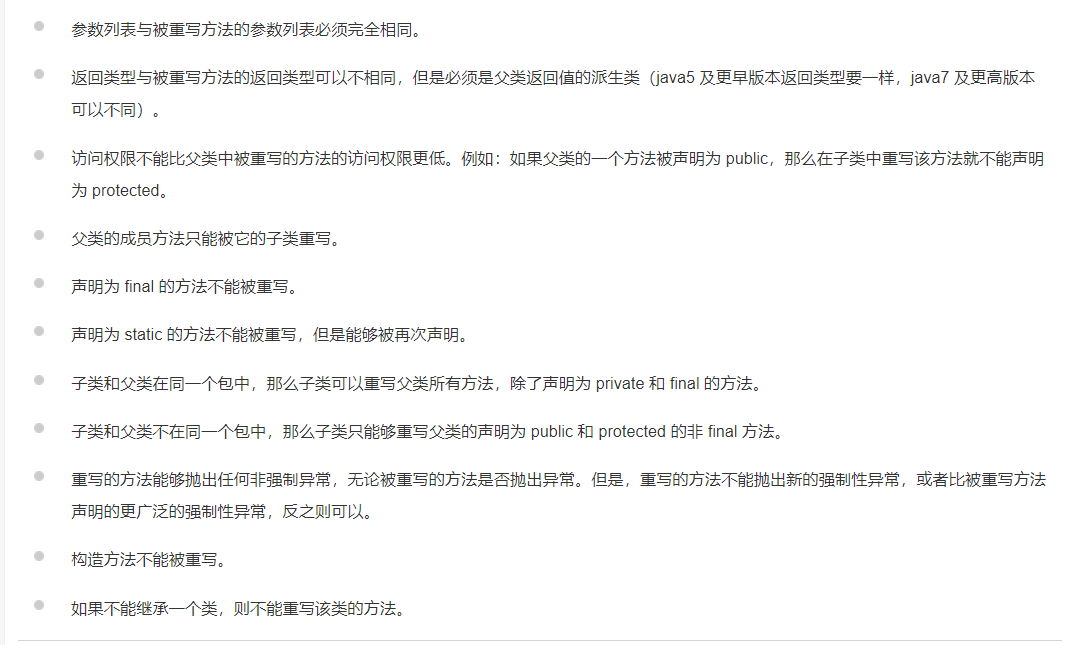 参数列表与被重写方法的参数列表必须完全相同。
返回类型与被重写方法的返回类型可以不相同，但是必须是父类返回值的派生类（java5 及更早版本返回类型要一样，java7 及更高版本
可以不同）。
访问权限不能比父类中被重写的方法的访问权限更低。例如：如果父类的一个方法被声明为 public，那么在子类中重写该方法就不能声明
为 protected。
父类的成员方法只能被它的子类重写。
声明为 final 的方法不能被重写。
声明为 static 的方法不能被重写，但是能够被再次声明。
子类和父类在同一个包中，那么子类可以重写父类所有方法，除了声明为 private 和 final 的方法。
子类和父类不在同一个包中，那么子类只能够重写父类的声明为 public 和 protected 的非 final 方法。
重写的方法能够抛出任何非强制异常，无论被重写的方法是否抛出异常。但是，重写的方法不能抛出新的强制性异常，或者比被重写方法
声明的更广泛的强制性异常，反之则可以。
构造方法不能被重写。
如果不能继承一个类，则不能重写该类的方法。